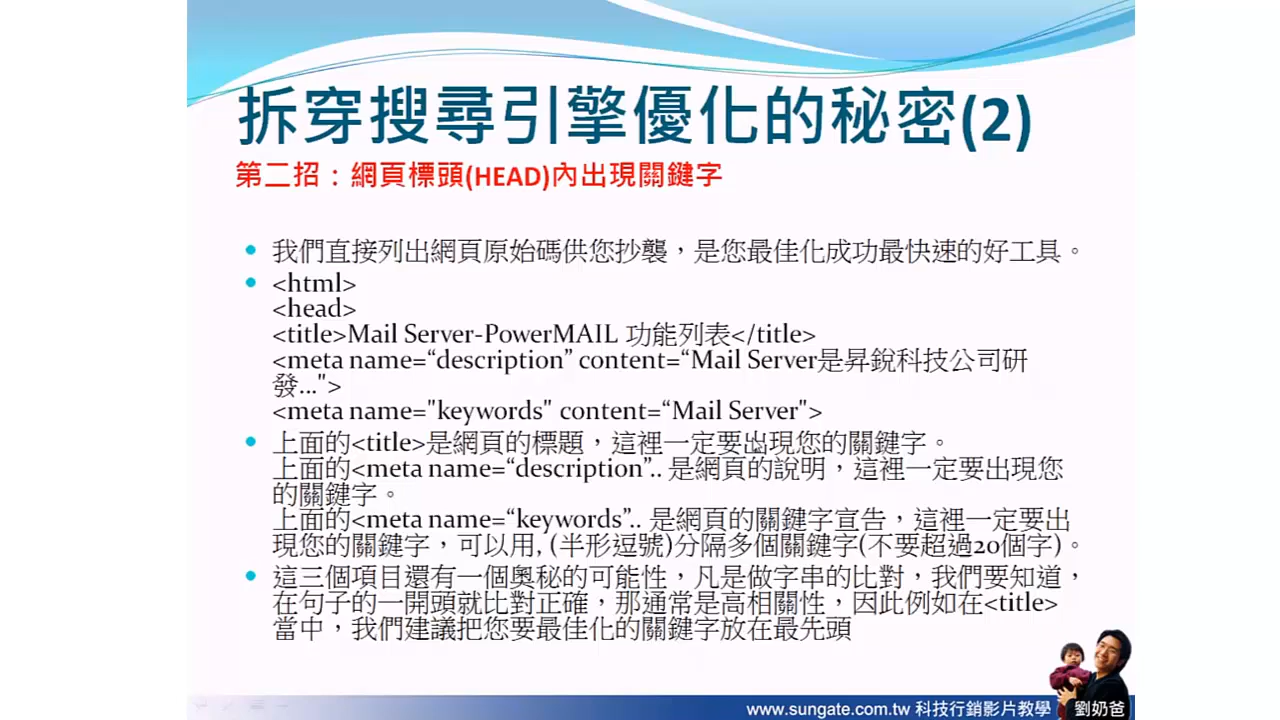 拆穿搜尋引擎優化的秘密(2)
第二招：網頁標頭(HEAD)內出現關鍵字
• 我們直接列出網頁原始碼供您抄襲，是您最佳化成功最快速的好工具。
• <html>
<head>
<title>Mail Server-PowerMAIL 功能列表</title>
<meta name=“description” content=“Mail Server是昇銳科技公司研
發...">
<meta name="keywords" content=“Mail Server">
• 上面的<title>是網頁的標題，這裡一定要出現您的關鍵字。
上面的<meta name=“description”.. 是網頁的說明，這裡一定要出現您
的關鍵字。
上面的<meta name=“keywords”.. 是網頁的關鍵字宣告，這裡一定要出
現您的關鍵字，可以用, (半形逗號)分隔多個關鍵字(不要超過20個字)。
• 這三個項目還有一個奧秘的可能性，凡是做字串的比對，我們要知道，
在句子的一開頭就比對正確，那通常是高相關性，因此例如在<title>
當中，我們建議把您要最佳化的關鍵字放在最先頭
www.sungate.com.tw 科技行銷影片教學
劉奶爸